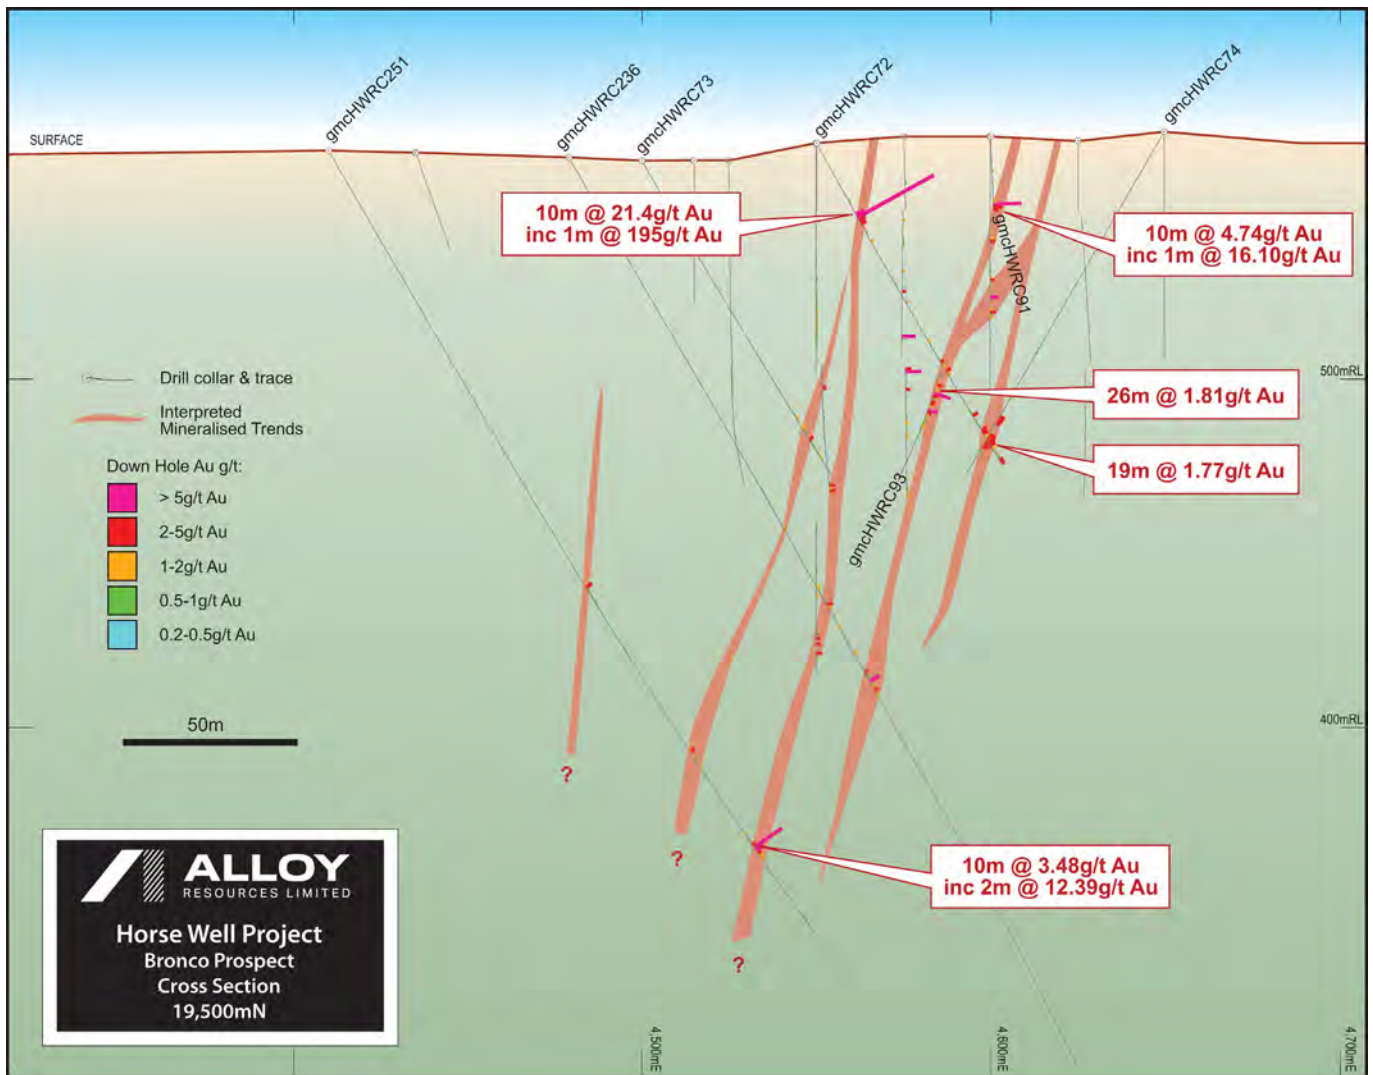 gmcHWRC251
gmcHWRC236
gmcHWRC73
gmcHWRC72
gmcHWRC74
SURFACE
10m @ 21.4g/t Au
inc 1m @ 195g/t Au
10m @ 4.74g/t Au
inc 1m @ 16.10g/t Au
gmcHWRC91
500mRL
Drill collar & trace
26m @ 1.81g/t Au
Interpreted
Mineralised Trends
19m @ 1.77g/t Au
gmcHWRC93
Down Hole Au g/t:
> 5g/t Au
2-5g/t Au
1-2g/t Au
0.5-1g/t Au
0.2-0.5g/t Au
50m
400mRL
?
?
?
10m @ 3.48g/t Au
inc 2m @ 12.39g/t Au
ALLOY
RESOURCES LIMITED
Horse Well Project
Bronco Prospect
Cross Section
19,500mN
4,500mE
4,600mE
4,700mE